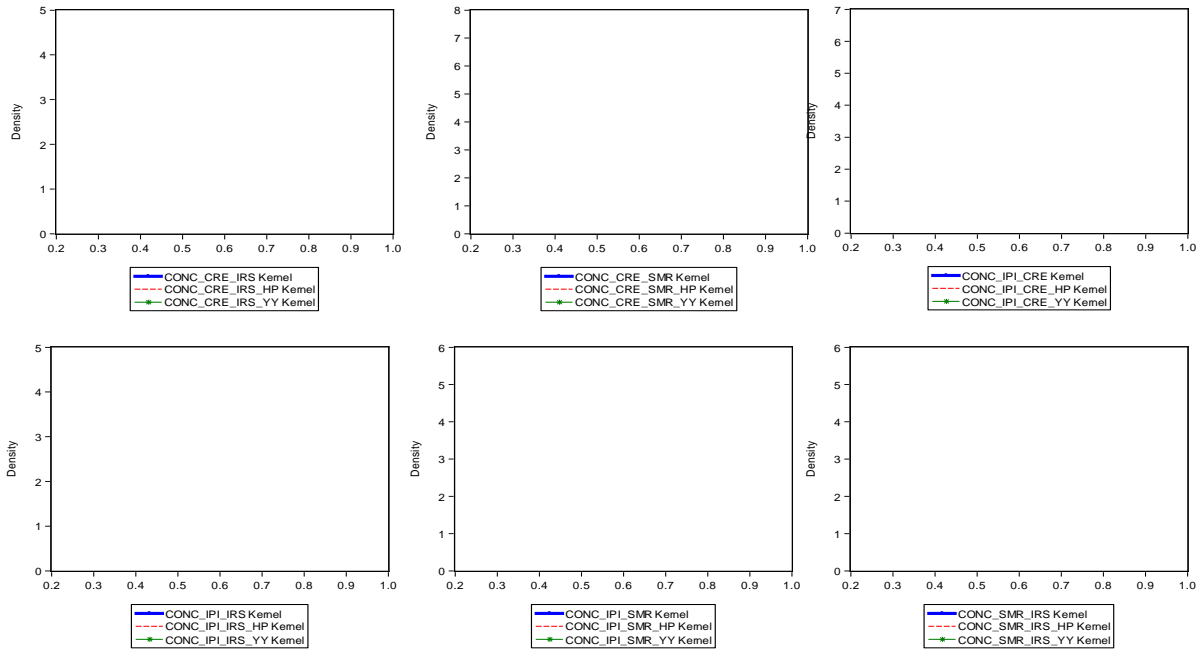 5
4
3
2
1
0
Density
0.2 0.3 0.4 0.5 0.6 0.7 0.8 0.9 1.0
CONC_CRE_IRS Kernel
CONC_CRE_IRS_HP Kernel
CONC_CRE_IRS_YY Kernel
8
7
6
5
4
3
2
1
0
Density
0.2 0.3 0.4 0.5 0.6 0.7 0.8 0.9 1.0
CONC_CRE_SMR Kernel
CONC_CRE_SMR_HP Kernel
CONC_CRE_SMR_YY Kernel
7
6
5
4
3
2
1
0
Density
0.2 0.3 0.4 0.5 0.6 0.7 0.8 0.9 1.0
CONC_IPI_CRE Kernel
CONC_IPI_CRE_HP Kernel
CONC_IPI_CRE_YY Kernel
5
4
3
2
1
0
Density
0.2 0.3 0.4 0.5 0.6 0.7 0.8 0.9 1.0
CONC_IPI_IRS Kernel
CONC_IPI_IRS_HP Kernel
CONC_IPI_IRS_YY Kernel
6
5
4
3
2
1
0
Density
0.2 0.3 0.4 0.5 0.6 0.7 0.8 0.9 1.0
CONC_IPI_SMR Kernel
CONC_IPI_SMR_HP Kernel
CONC_IPI_SMR_YY Kernel
6
5
4
3
2
1
0
Density
0.2 0.3 0.4 0.5 0.6 0.7 0.8 0.9 1.0
CONC_SMR_IRS Kernel
CONC_SMR_IRS_HP Kernel
CONC_SMR_IRS_YY Kernel